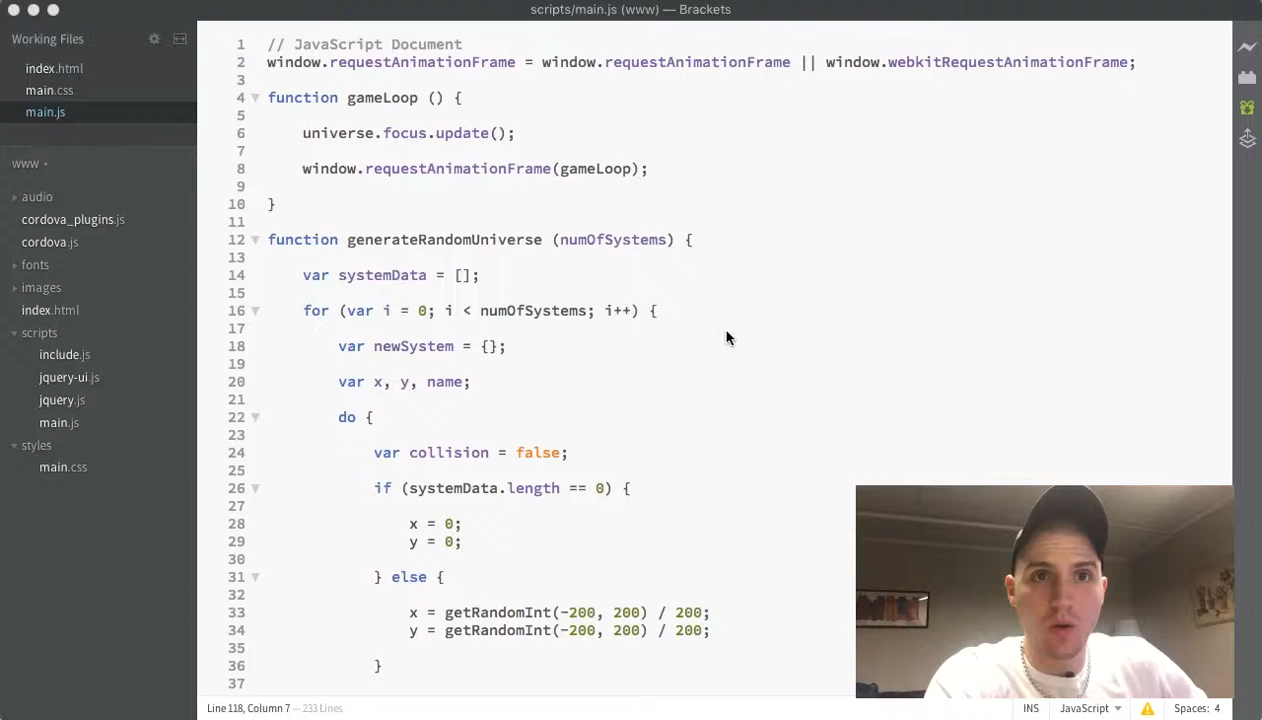 scripts/main.js (www) — Brackets
Working Files
index.html
main.css
main.js
www
audio
cordova_plugins.js
cordova.js
fonts
images
index.html
scripts
include.js
jquery-ui.js
jquery.js
main.js
styles
main.css
1 // JavaScript Document
2 window.requestAnimationFrame = window.requestAnimationFrame || window.webkitRequestAnimationFrame;
3
4 function gameLoop () {
5
6 universe.focus.update();
7
8 window.requestAnimationFrame(gameLoop);
9
10 }
11
12 function generateRandomUniverse (numOfSystems) {
13
14 var systemData = [];
15
16 for (var i = 0; i < numOfSystems; i++) {
17
18 var newSystem = {};
19
20 var x, y, name;
21
22 do {
23
24 var collision = false;
25
26 if (systemData.length == 0) {
27
28 x = 0;
29 y = 0;
30
31 } else {
32
33 x = getRandomInt(-200, 200) / 200;
34 y = getRandomInt(-200, 200) / 200;
35
36 }
37
Line 118, Column 7 — 233 Lines
INS
JavaScript
Spaces: 4